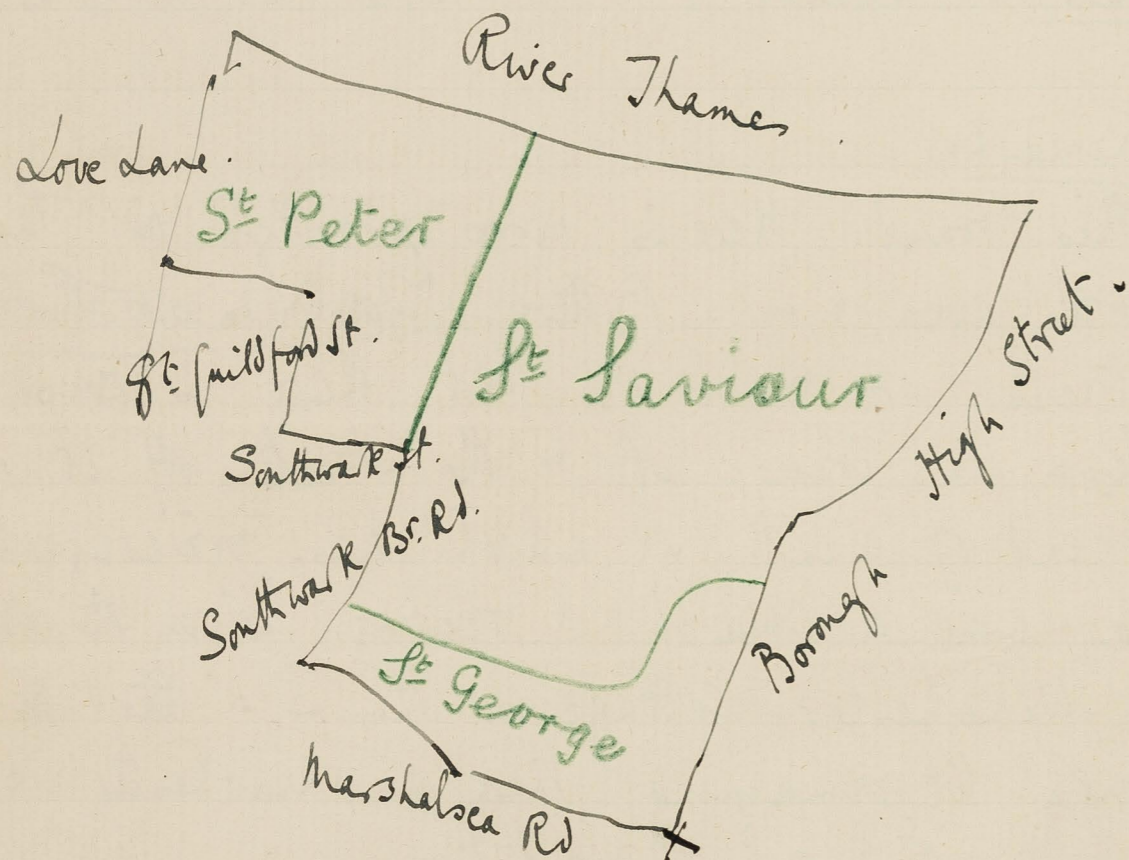 River Thames
Love Lane.
St Peter
St Saviour
Gt Guildford St.
Southwark St.
Southwark Br. Rd.
Borough High Street.
St George
Marshalsea Rd